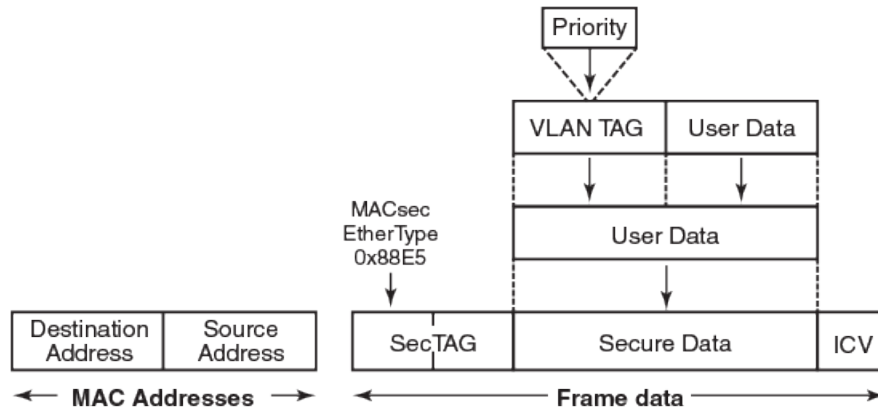 Priority
VLAN TAG
User Data
MACsec
EtherType
0x88E5
User Data
Destination
Address
Source
Address
SecTAG
Secure Data
ICV
MAC Addresses
Frame data